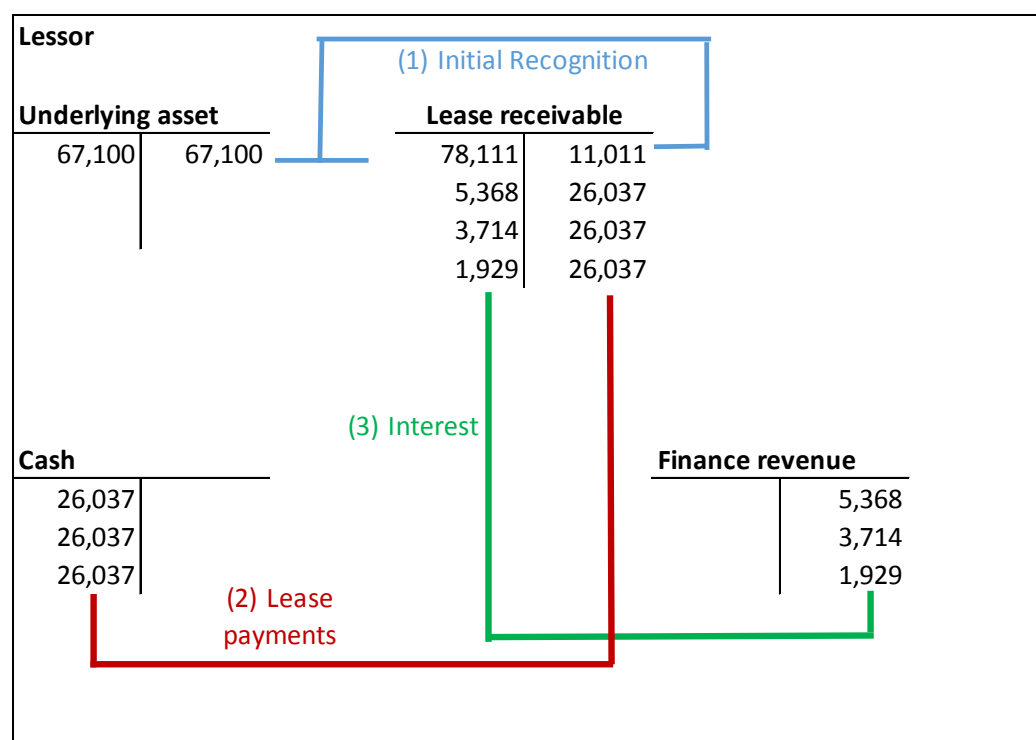 Lessor
(1) Initial Recognition
Underlying asset Lease receivable
67,100 67,100 78,111 11,011
5,368 26,037
3,714 26,037
1,929 26,037
(3) Interest
Cash Finance revenue
26,037 5,368
26,037 3,714
26,037 1,929
(2) Lease
payments